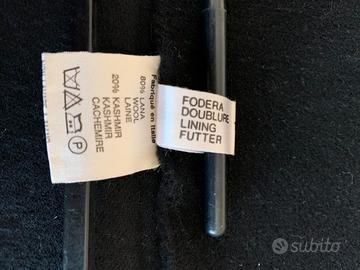 Fabriqué en Italie
80% LANA
WOOL
LAINE
20% KASHMIR
KASHMIR
CACHEMIRE
P
FODERA
DOUBLURE
LINING
FUTTER
subito